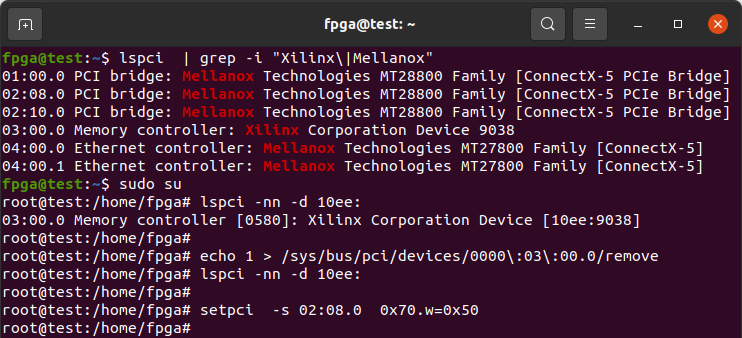 fpga@test: ~
fpga@test:~$ lspci  | grep -i "Xilinx\|Mellanox"
01:00.0 PCI bridge: Mellanox Technologies MT28800 Family [ConnectX-5 PCIe Bridge]
02:08.0 PCI bridge: Mellanox Technologies MT28800 Family [ConnectX-5 PCIe Bridge]
02:10.0 PCI bridge: Mellanox Technologies MT28800 Family [ConnectX-5 PCIe Bridge]
03:00.0 Memory controller: Xilinx Corporation Device 9038
04:00.0 Ethernet controller: Mellanox Technologies MT27800 Family [ConnectX-5]
04:00.1 Ethernet controller: Mellanox Technologies MT27800 Family [ConnectX-5]
fpga@test:~$ sudo su
root@test:/home/fpga# lspci -nn -d 10ee:
03:00.0 Memory controller [0580]: Xilinx Corporation Device [10ee:9038]
root@test:/home/fpga#
root@test:/home/fpga# echo 1 > /sys/bus/pci/devices/0000\:03\:00.0/remove
root@test:/home/fpga# lspci -nn -d 10ee:
root@test:/home/fpga#
root@test:/home/fpga# setpci  -s 02:08.0  0x70.w=0x50
root@test:/home/fpga#